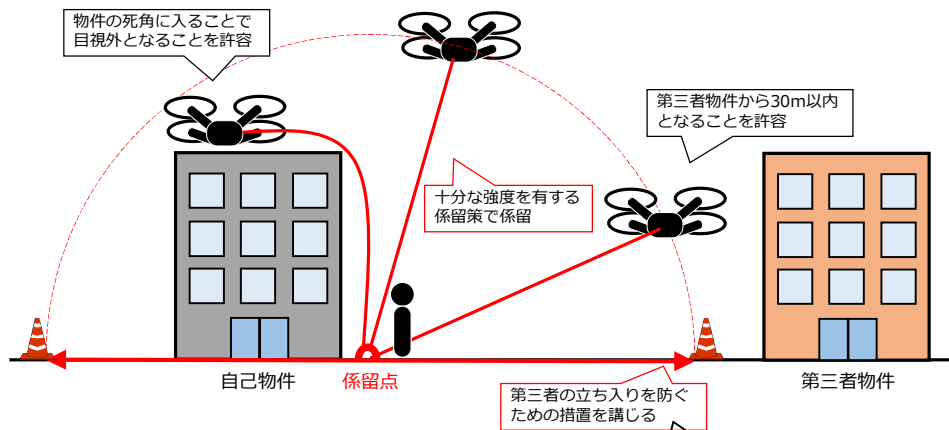 物件の死角に入ることで
目視外となることを許容
第三者物件から30m以内
となることを許容
十分な強度を有する
係留策で係留
自己物件
係留点
第三者物件
第三者の立ち入りを防ぐ
ための措置を講じる